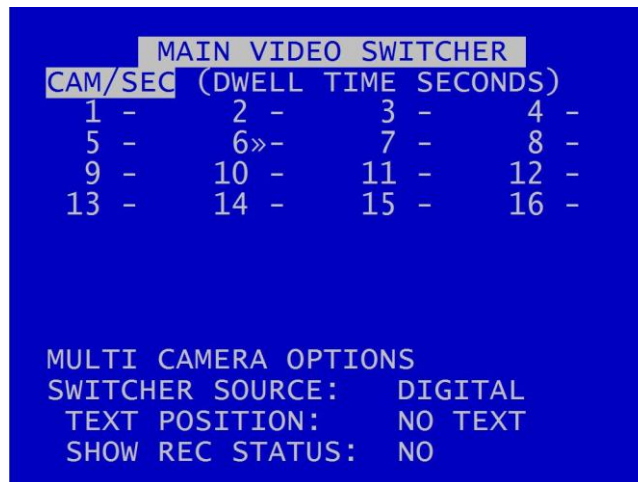 MAIN VIDEO SWITCHER
CAM/SEC (DWELL TIME SECONDS)
1 - 2 - 3 - 4 -
5 - 6»- 7 - 8 -
9 - 10 - 11 - 12 -
13 - 14 - 15 - 16 -
MULTI CAMERA OPTIONS
SWITCHER SOURCE: DIGITAL
TEXT POSITION: NO TEXT
SHOW REC STATUS: NO